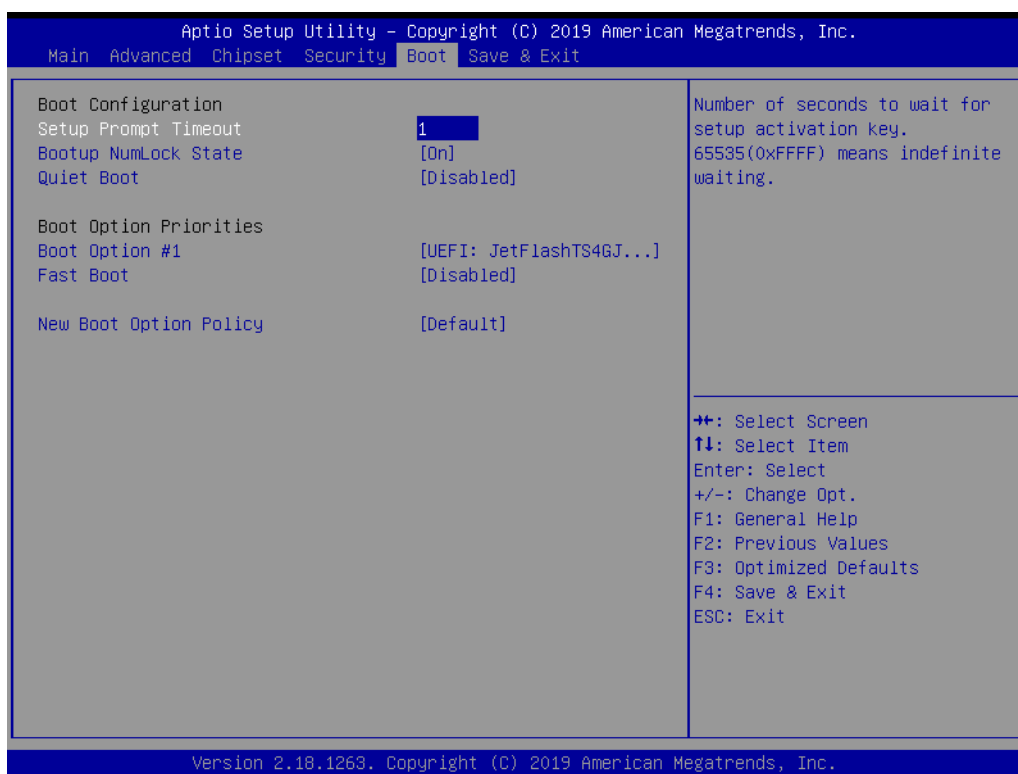 Aptio Setup Utility – Copyright (C) 2019 American Megatrends, Inc.
Main Advanced Chipset Security Boot Save & Exit
Boot Configuration
Setup Prompt Timeout 1
Bootup NumLock State [On]
Quiet Boot [Disabled]
Boot Option Priorities
Boot Option #1 [UEFI: JetFlashTS4GJ...]
Fast Boot [Disabled]
New Boot Option Policy [Default]
Number of seconds to wait for
setup activation key.
65535(0xFFFF) means indefinite
waiting.
→←: Select Screen
↑↓: Select Item
Enter: Select
+/-: Change Opt.
F1: General Help
F2: Previous Values
F3: Optimized Defaults
F4: Save & Exit
ESC: Exit
Version 2.18.1263. Copyright (C) 2019 American Megatrends, Inc.